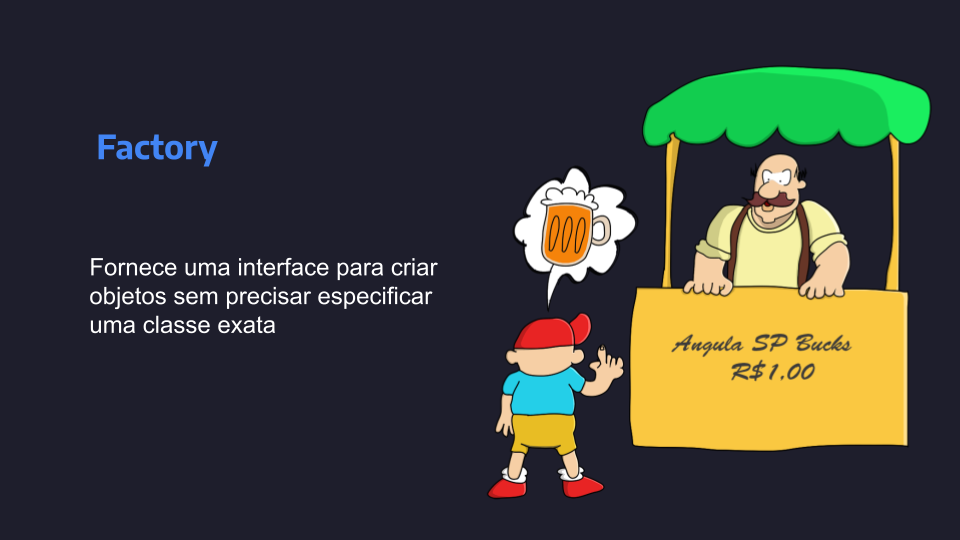 Factory
Fornece uma interface para criar
objetos sem precisar especificar
uma classe exata
Angula SP Bucks
R$1.00